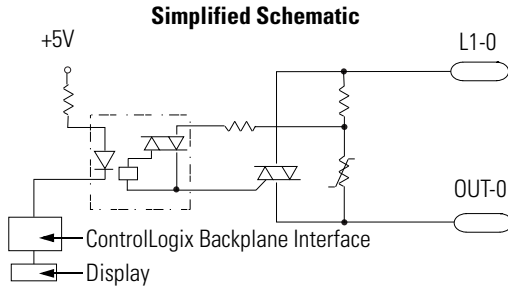 Simplified Schematic
+5V
L1-0
OUT-0
ControlLogix Backplane Interface
Display